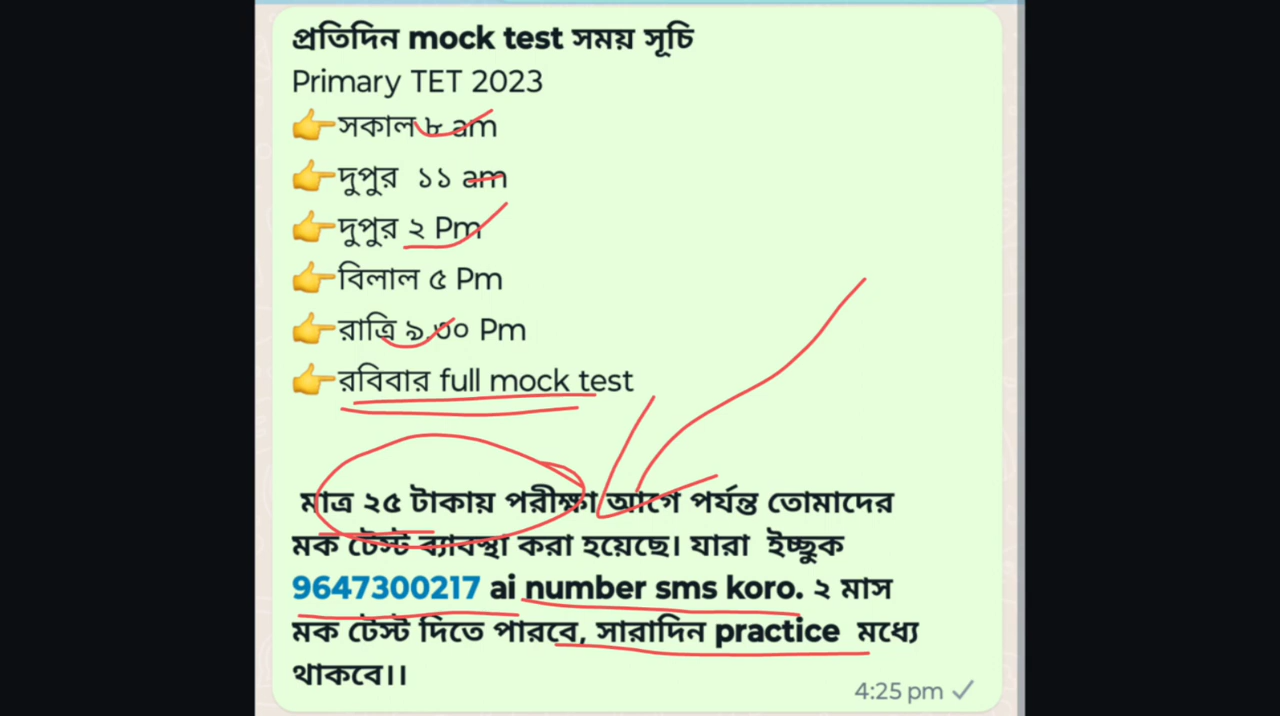 প্রতিদিন mock test সময় সূচি
Primary TET 2023
👉সকাল ৮ am
👉দুপুর ১১ am
👉দুপুর ২ Pm
👉বিলাল ৫ Pm
👉রাত্রি ৯.৩০ Pm
👉রবিবার full mock test
মাত্র ২৫ টাকায় পরীক্ষা আগে পর্যন্ত তোমাদের
মক টেস্ট ব্যাবস্থা করা হয়েছে। যারা ইচ্ছুক
9647300217 ai number sms koro. ২ মাস
মক টেস্ট দিতে পারবে, সারাদিন practice মধ্যে
থাকবে।।
4:25 pm